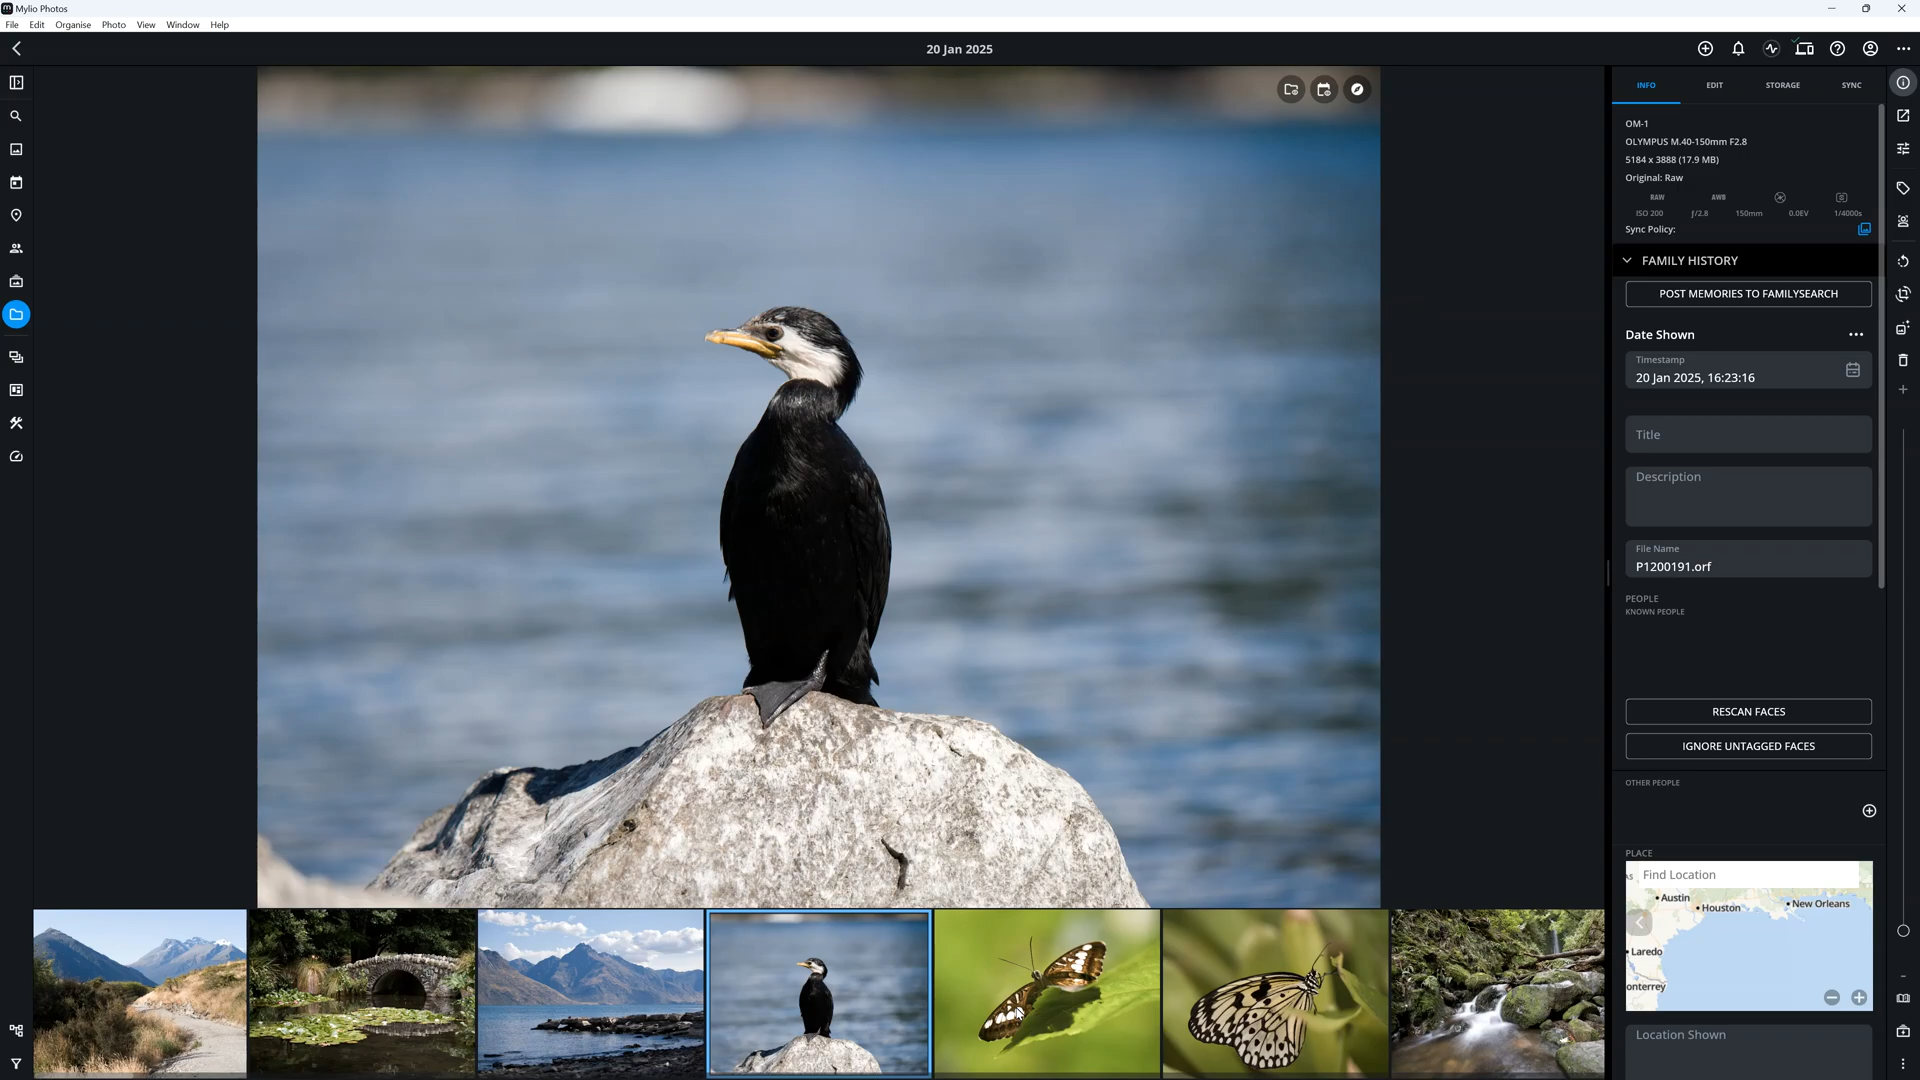 Mylio Photos
File Edit Organise Photo View Window Help
20 Jan 2025
INFO EDIT STORAGE SYNC
OM-1
OLYMPUS M.40-150mm F2.8
5184 x 3888 (17.9 MB)
Original: Raw
RAW AWB
ISO 200 ƒ/2.8 150mm 0.0EV 1/4000s
Sync Policy:
FAMILY HISTORY
POST MEMORIES TO FAMILYSEARCH
Date Shown
Timestamp
20 Jan 2025, 16:23:16
Title
Description
File Name
P1200191.orf
PEOPLE
KNOWN PEOPLE
RESCAN FACES
IGNORE UNTAGGED FACES
OTHER PEOPLE
PLACE
Find Location
Austin
Houston
New Orleans
Laredo
onterrey
Location Shown